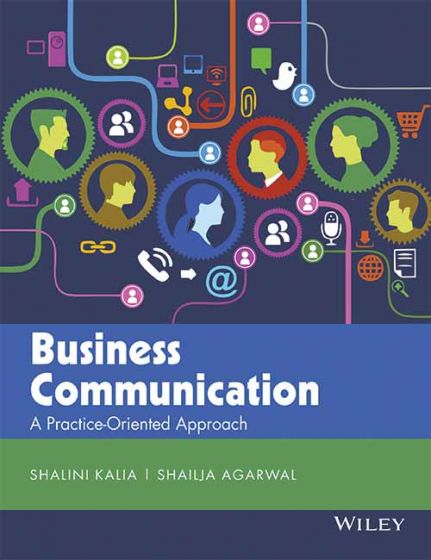 @
Business
Communication
A Practice-Oriented Approach
SHALINI KALIA | SHAILJA AGARWAL
WILEY